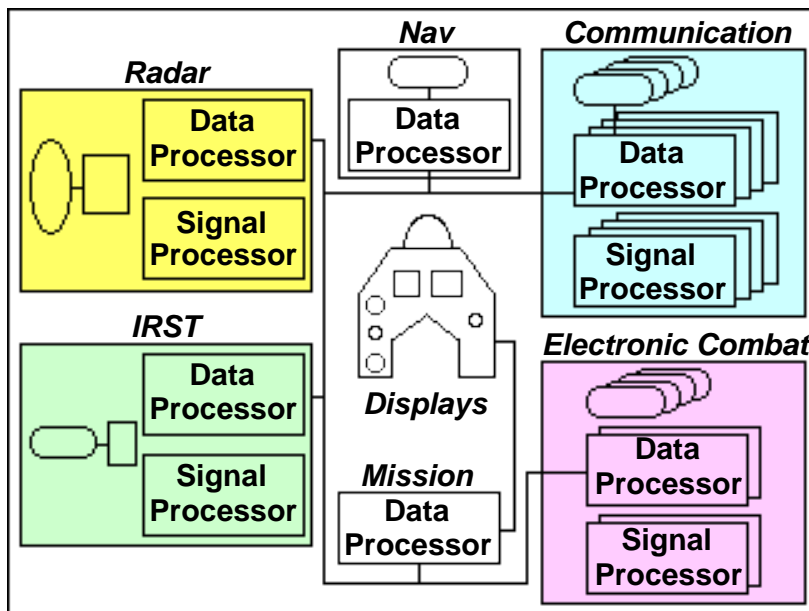 Radar
Data
Processor
Signal
Processor
Nav
Data
Processor
Communication
Data
Processor
Signal
Processor
IRST
Data
Processor
Signal
Processor
Displays
Mission
Data
Processor
Electronic Combat
Data
Processor
Signal
Processor